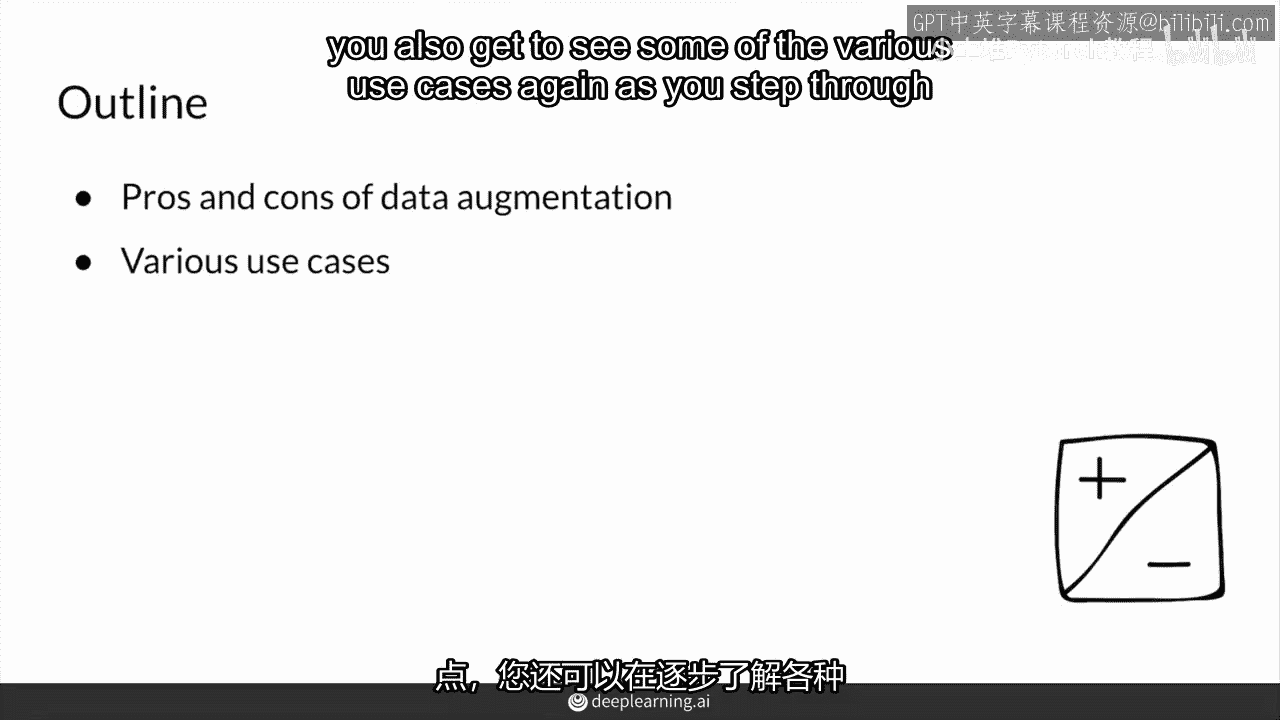 GPT中英字幕课程资源@bilibili.com
you also get to see some of the various
use cases again as you step through
Outline
● Pros and cons of data augmentation
● Various use cases
+
−
点，您还可以在逐步了解各种
deeplearning.ai